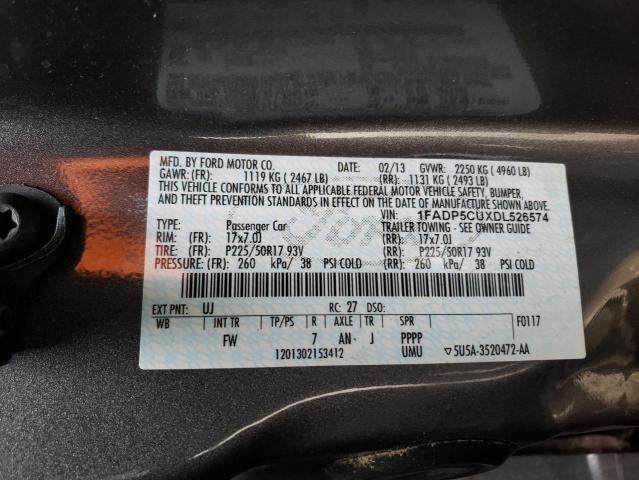 MFD. BY FORD MOTOR CO. DATE: 02/13 GVWR: 2250 KG (4960 LB)
GAWR: (FR): 1119 KG (2467 LB) (RR): 1131 KG (2493 LB)
THIS VEHICLE CONFORMS TO ALL APPLICABLE FEDERAL MOTOR VEHICLE SAFETY, BUMPER,
AND THEFT PREVENTION STANDARDS IN EFFECT ON THE DATE OF MANUFACTURE SHOWN ABOVE.
VIN: 1FADP5CUXDL526574
TYPE: Passenger Car TRAILER TOWING - SEE OWNER GUIDE
RIM: (FR): 17x7.0J (RR): 17x7.0J
TIRE: (FR): P225/50R17 93V (RR): P225/50R17 93V
PRESSURE: (FR): 260 kPa/ 38 PSI COLD (RR): 260 kPa/ 38 PSI COLD
EXT PNT: UJ RC: 27 DSO:
WB INT TR TP/PS R AXLE TR SPR F0117
FW 7 AN J PPPP
1201302153412 UMU ▽5U5A-3520472-AA